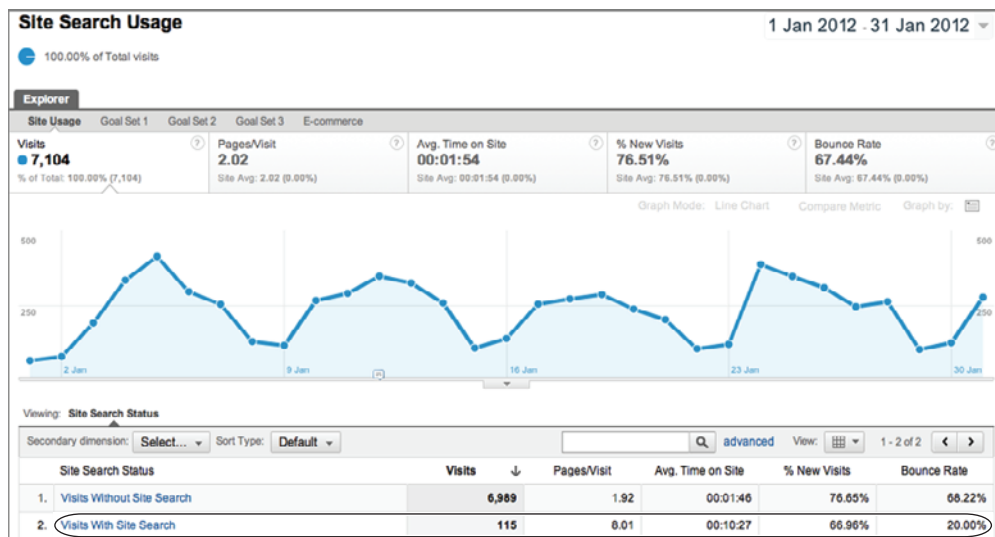 Site Search Usage
1 Jan 2012 - 31 Jan 2012
100.00% of Total visits
Explorer
Site Usage Goal Set 1 Goal Set 2 Goal Set 3 E-commerce
Visits ? Pages/Visit ? Avg. Time on Site ? % New Visits ? Bounce Rate ?
7,104 2.02 00:01:54 76.51% 67.44%
% of Total: 100.00% (7,104) Site Avg: 2.02 (0.00%) Site Avg: 00:01:54 (0.00%) Site Avg: 76.51% (0.00%) Site Avg: 67.44% (0.00%)
Graph Mode: Line Chart Compare Metric Graph by:
500 500
250 250
2 Jan 9 Jan 16 Jan 23 Jan 30 Jan
Viewing: Site Search Status
Secondary dimension: Select... Sort Type: Default advanced View: 1 - 2 of 2
Site Search Status Visits Pages/Visit Avg. Time on Site % New Visits Bounce Rate
1. Visits Without Site Search 6,989 1.92 00:01:46 76.65% 68.22%
2. Visits With Site Search 115 8.01 00:10:27 66.96% 20.00%